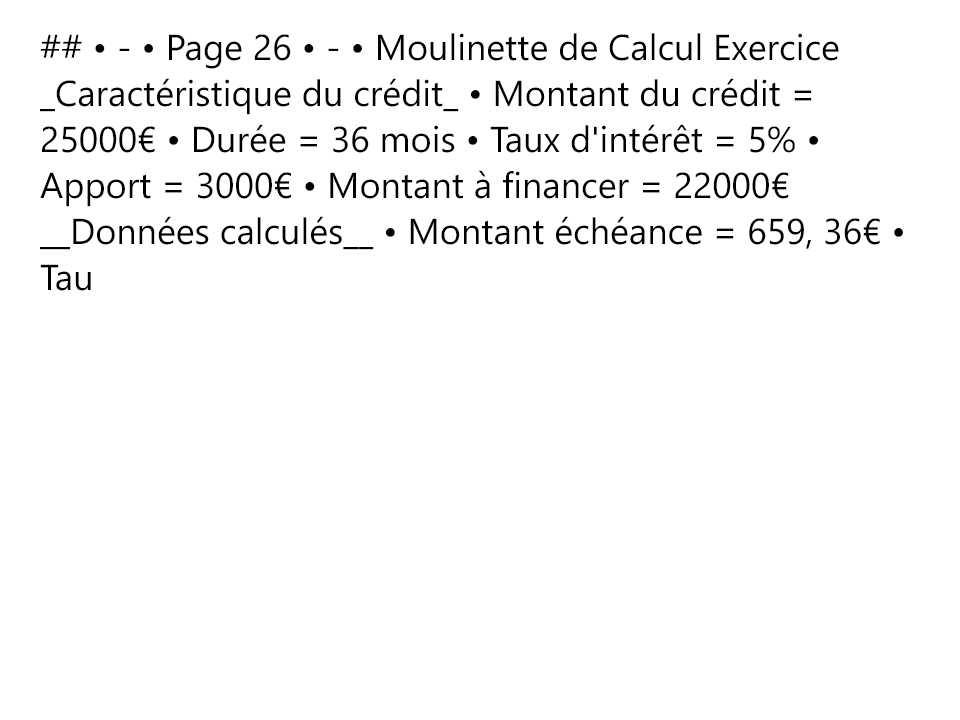 ## • - • Page 26 • - • Moulinette de Calcul Exercice
_Caractéristique du crédit_ • Montant du crédit =
25000€ • Durée = 36 mois • Taux d'intérêt = 5% •
Apport = 3000€ • Montant à financer = 22000€
__Données calculés__ • Montant échéance = 659, 36€ •
Tau